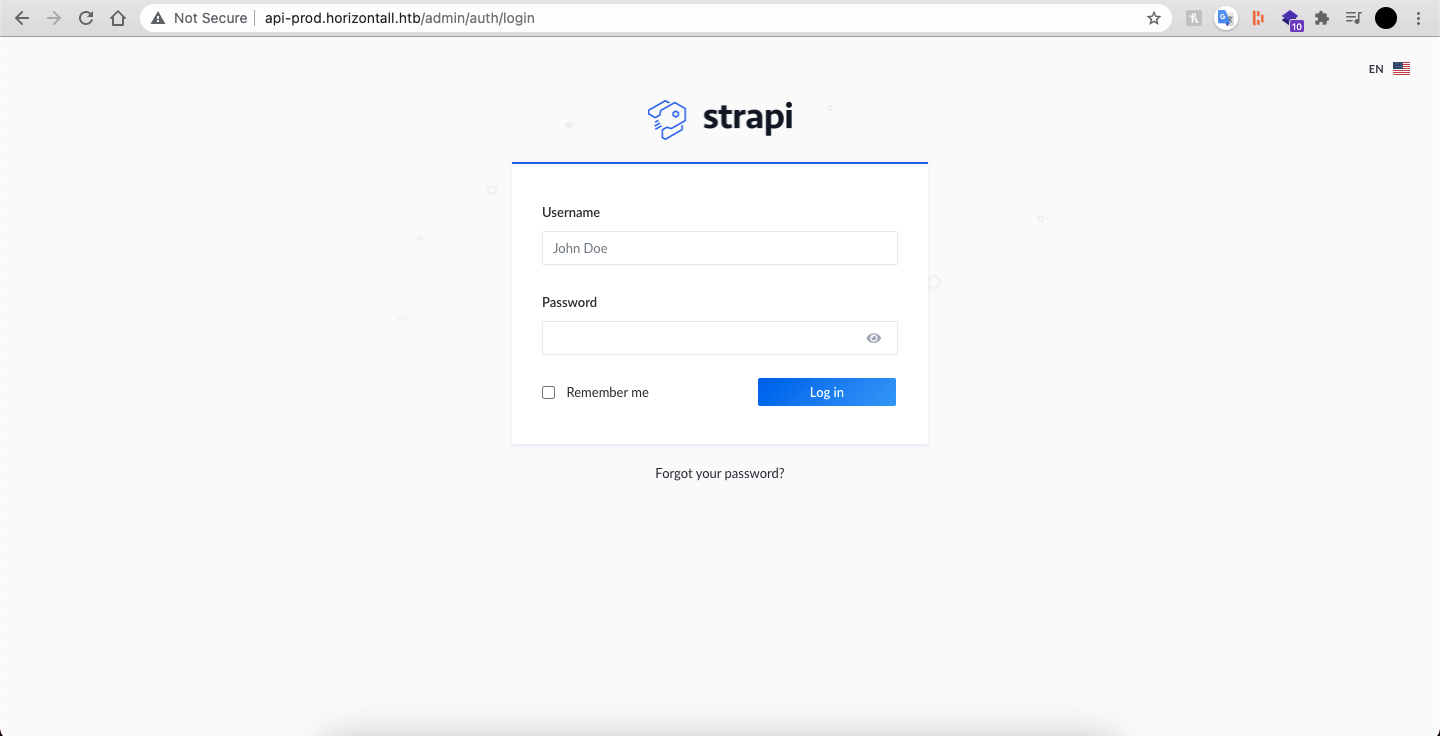 Not Secure api-prod.horizontall.htb/admin/auth/login
10
EN
strapi
Username
John Doe
Password
Remember me
Log in
Forgot your password?